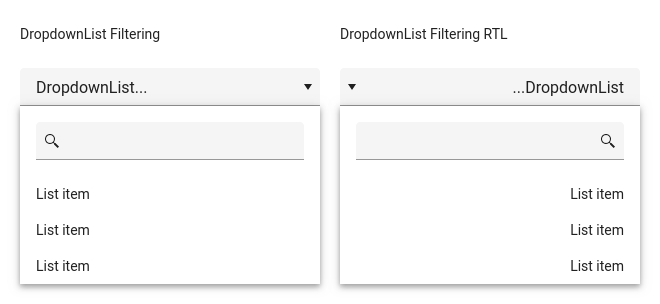 DropdownList Filtering
DropdownList...
List item
List item
List item
DropdownList Filtering RTL
...DropdownList
List item
List item
List item